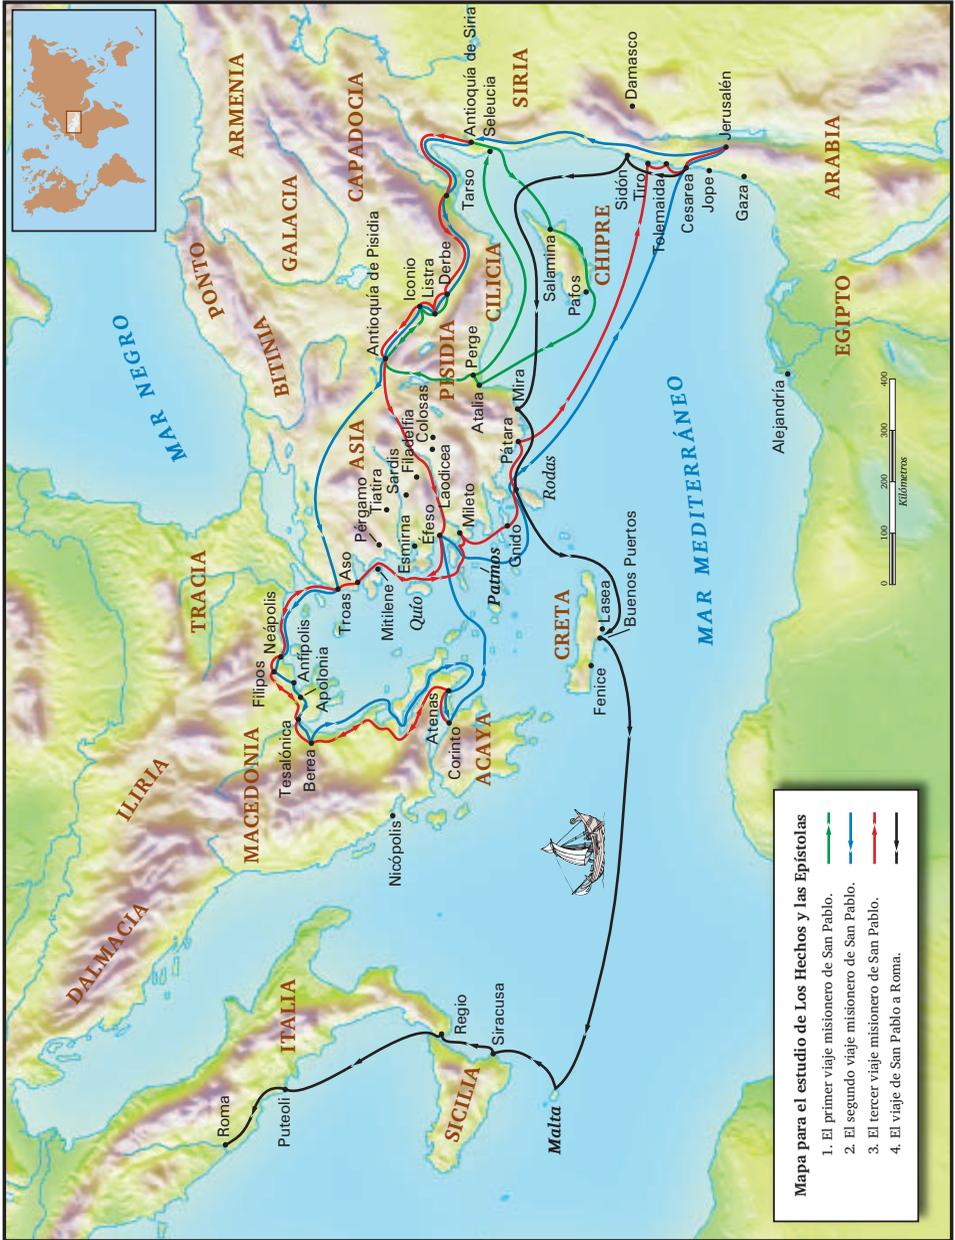 MAR NEGRO
ARMENIA
PONTO
GALACIA
CAPADOCIA
BITINIA
TRACIA
ILIRIA
DALMACIA
MACEDONIA
ITALIA
ASIA
PISIDIA
CILICIA
SIRIA
Roma
Puteoli
Regio
Siracusa
SICILIA
Malta
Filipos
Neápolis
Anfípolis
Apolonia
Tesalónica
Berea
Nicópolis
Atenas
Corinto
ACAYA
Troas
Aso
Mitilene
Quío
Pérgamo
Tiatira
Sardis
Filadelfia
Colosas
Esmirna
Éfeso
Laodicea
Mileto
Patmos
Gnido
Rodas
Pátara
Mira
Atalia
Perge
Antioquía de Pisidia
Iconio
Listra
Derbe
Tarso
Antioquía de Siria
Seleucia
CRETA
Fenice
Lasea
Buenos Puertos
CHIPRE
Salamina
Pafos
Damasco
Sidón
Tiro
Tolemaida
Cesarea
Jope
Jerusalén
Gaza
ARABIA
EGIPTO
Alejandría
MAR MEDITERRÁNEO
0 100 200 300 400
Kilómetros
Mapa para el estudio de Los Hechos y las Epístolas
1. El primer viaje misionero de San Pablo.
2. El segundo viaje misionero de San Pablo.
3. El tercer viaje misionero de San Pablo.
4. El viaje de San Pablo a Roma.